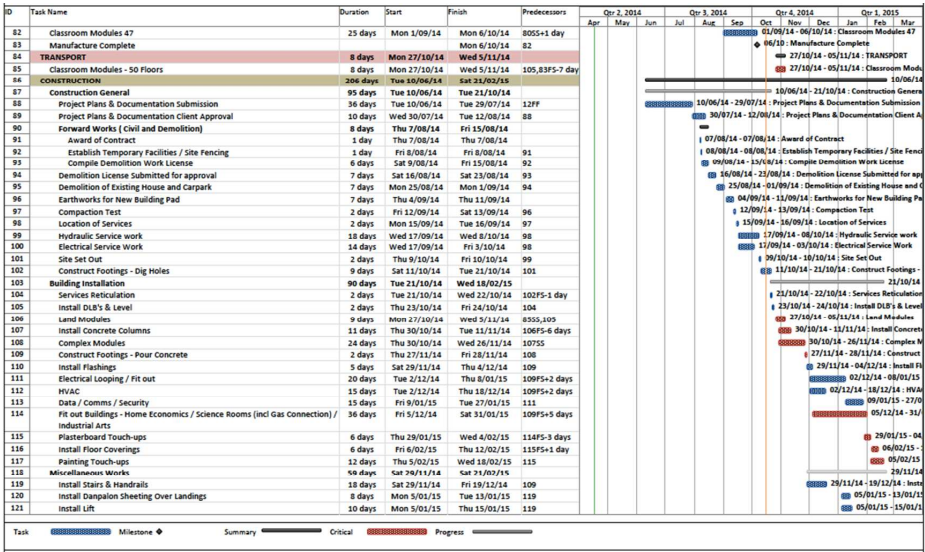 ID Task Name Duration Start Finish Predecessors Qtr 2, 2014 Qtr 3, 2014 Qtr 4, 2014 Qtr 1, 2015
Apr May Jun Jul Aug Sep Oct Nov Dec Jan Feb Mar
82 Classroom Modules 47 25 days Mon 1/09/14 Mon 6/10/14 80SS+1 day 01/09/14 - 06/10/14 : Classroom Modules 47
83 Manufacture Complete Mon 6/10/14 82 06/10 : Manufacture Complete
84 TRANSPORT 8 days Mon 27/10/14 Wed 5/11/14 27/10/14 - 05/11/14 : TRANSPORT
85 Classroom Modules - 50 Floors 8 days Mon 27/10/14 Wed 5/11/14 105,83FS-7 day 27/10/14 - 05/11/14 : Classroom Modu
86 CONSTRUCTION 206 days Tue 10/06/14 Sat 21/02/15 10/06/14
87 Construction General 95 days Tue 10/06/14 Tue 21/10/14 10/06/14 - 21/10/14 : Construction Genera
88 Project Plans & Documentation Submission 36 days Tue 10/06/14 Tue 29/07/14 12FF 10/06/14 - 29/07/14 : Project Plans & Documentation Submission
89 Project Plans & Documentation Client Approval 10 days Wed 30/07/14 Tue 12/08/14 88 30/07/14 - 12/08/14 : Project Plans & Documentation Client Ap
90 Forward Works ( Civil and Demolition) 8 days Thu 7/08/14 Fri 15/08/14
91 Award of Contract 1 day Thu 7/08/14 Thu 7/08/14 07/08/14 - 07/08/14 : Award of Contract
92 Establish Temporary Facilities / Site Fencing 1 day Fri 8/08/14 Fri 8/08/14 91 08/08/14 - 08/08/14 : Establish Temporary Facilities / Site Fenci
93 Compile Demolition Work License 6 days Sat 9/08/14 Fri 15/08/14 92 09/08/14 - 15/08/14 : Compile Demolition Work License
94 Demolition License Submitted for approval 7 days Sat 16/08/14 Sat 23/08/14 93 16/08/14 - 23/08/14 : Demolition License Submitted for app
95 Demolition of Existing House and Carpark 7 days Mon 25/08/14 Mon 1/09/14 94 25/08/14 - 01/09/14 : Demolition of Existing House and C
96 Earthworks for New Building Pad 7 days Thu 4/09/14 Thu 11/09/14 04/09/14 - 11/09/14 : Earthworks for New Building Pa
97 Compaction Test 2 days Fri 12/09/14 Sat 13/09/14 96 12/09/14 - 13/09/14 : Compaction Test
98 Location of Services 2 days Mon 15/09/14 Tue 16/09/14 97 15/09/14 - 16/09/14 : Location of Services
99 Hydraulic Service work 18 days Wed 17/09/14 Wed 8/10/14 98 17/09/14 - 08/10/14 : Hydraulic Service work
100 Electrical Service Work 14 days Wed 17/09/14 Fri 3/10/14 98 17/09/14 - 03/10/14 : Electrical Service Work
101 Site Set Out 2 days Thu 9/10/14 Fri 10/10/14 99 09/10/14 - 10/10/14 : Site Set Out
102 Construct Footings - Dig Holes 9 days Sat 11/10/14 Tue 21/10/14 101 11/10/14 - 21/10/14 : Construct Footings -
103 Building Installation 90 days Tue 21/10/14 Wed 18/02/15 21/10/14
104 Services Reticulation 2 days Tue 21/10/14 Wed 22/10/14 102FS-1 day 21/10/14 - 22/10/14 : Services Reticulation
105 Install DLB's & Level 2 days Thu 23/10/14 Fri 24/10/14 104 23/10/14 - 24/10/14 : Install DLB's & Level
106 Land Modules 9 days Mon 27/10/14 Wed 5/11/14 85SS,105 27/10/14 - 05/11/14 : Land Modules
107 Install Concrete Columns 11 days Thu 30/10/14 Tue 11/11/14 106FS-6 days 30/10/14 - 11/11/14 : Install Concret
108 Complex Modules 24 days Thu 30/10/14 Wed 26/11/14 107SS 30/10/14 - 26/11/14 : Complex M
109 Construct Footings - Pour Concrete 2 days Thu 27/11/14 Fri 28/11/14 108 27/11/14 - 28/11/14 : Construct
110 Install Flashings 5 days Sat 29/11/14 Thu 4/12/14 109 29/11/14 - 04/12/14 : Install Fl
111 Electrical Looping / Fit out 20 days Tue 2/12/14 Thu 8/01/15 109FS+2 days 02/12/14 - 08/01/15
112 HVAC 15 days Tue 2/12/14 Thu 18/12/14 109FS+2 days 02/12/14 - 18/12/14 : HVA
113 Data / Comms / Security 15 days Fri 9/01/15 Tue 27/01/15 111 09/01/15 - 27/0
114 Fit out Buildings - Home Economics / Science Rooms (incl Gas Connection) / 36 days Fri 5/12/14 Sat 31/01/15 109FS+5 days 05/12/14 - 31/
Industrial Arts
115 Plasterboard Touch-ups 6 days Thu 29/01/15 Wed 4/02/15 114FS-3 days 29/01/15 - 04
116 Install Floor Coverings 6 days Fri 6/02/15 Thu 12/02/15 115FS+1 day 06/02/15 -
117 Painting Touch-ups 12 days Thu 5/02/15 Wed 18/02/15 115 05/02/15
118 Miscellaneous Works 59 days Sat 29/11/14 Sat 21/02/15 29/11/14
119 Install Stairs & Handrails 18 days Sat 29/11/14 Fri 19/12/14 109 29/11/14 - 19/12/14 : Insta
120 Install Danpalon Sheeting Over Landings 8 days Mon 5/01/15 Tue 13/01/15 119 05/01/15 - 13/01/15
121 Install Lift 10 days Mon 5/01/15 Thu 15/01/15 119 05/01/15 - 15/01/1
Task Milestone Summary Critical Progress